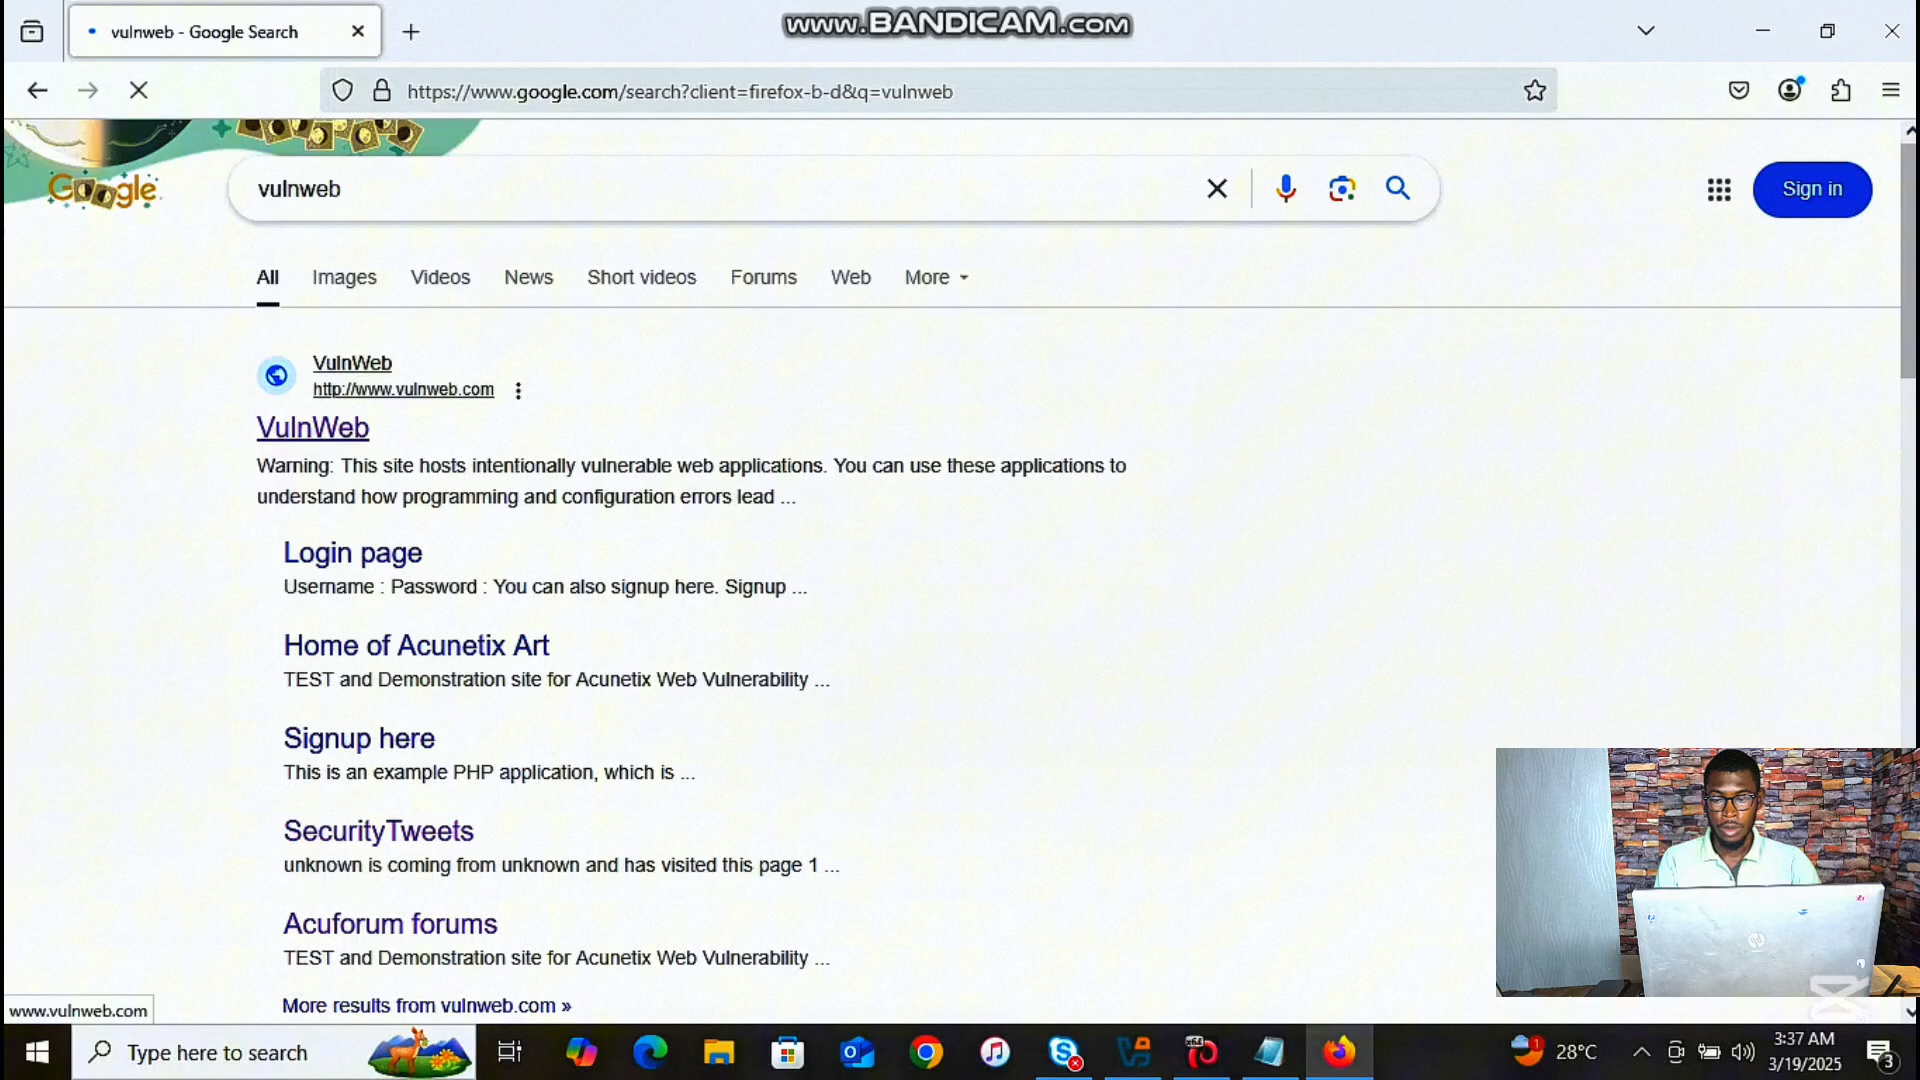 www.BANDICAM.com
vulnweb - Google Search
https://www.google.com/search?client=firefox-b-d&q=vulnweb
Google
vulnweb
Sign in
All Images Videos News Short videos Forums Web More
VulnWeb
http://www.vulnweb.com
VulnWeb
Warning: This site hosts intentionally vulnerable web applications. You can use these applications to
understand how programming and configuration errors lead ...
Login page
Username : Password : You can also signup here. Signup ...
Home of Acunetix Art
TEST and Demonstration site for Acunetix Web Vulnerability ...
Signup here
This is an example PHP application, which is ...
SecurityTweets
unknown is coming from unknown and has visited this page 1 ...
Acuforum forums
TEST and Demonstration site for Acunetix Web Vulnerability ...
More results from vulnweb.com »
www.vulnweb.com
Type here to search
x64
1
28°C
3:37 AM
3/19/2025
3
hp